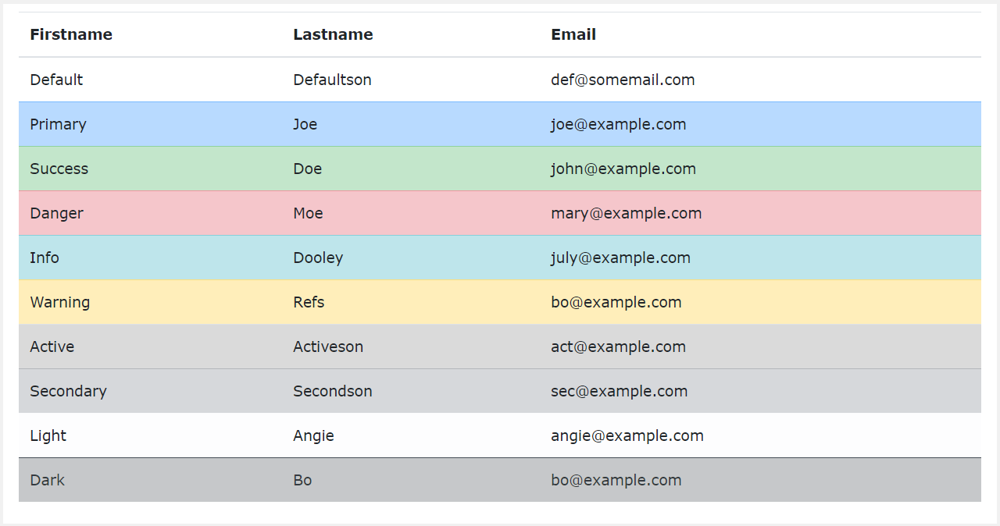 Firstname Lastname Email
Default Defaultson def@somemail.com
Primary Joe joe@example.com
Success Doe john@example.com
Danger Moe mary@example.com
Info Dooley july@example.com
Warning Refs bo@example.com
Active Activeson act@example.com
Secondary Secondson sec@example.com
Light Angie angie@example.com
Dark Bo bo@example.com